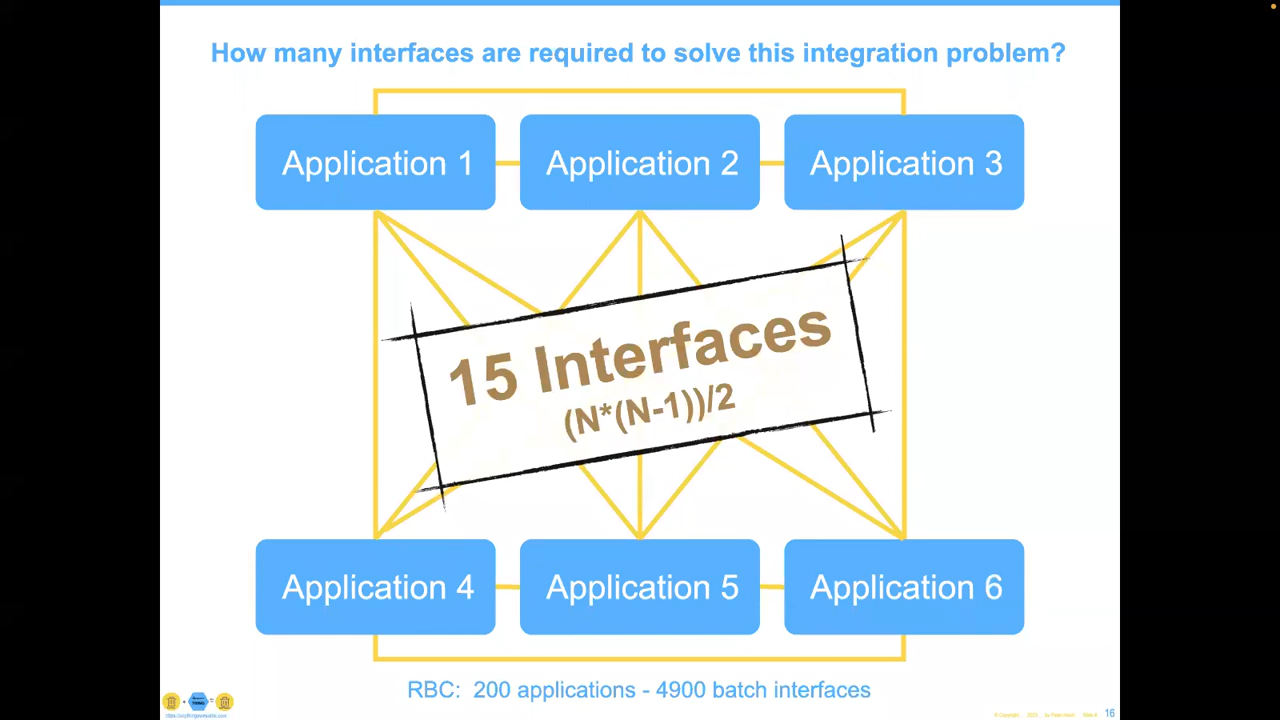 How many interfaces are required to solve this integration problem?
Application 1
Application 2
Application 3
15 Interfaces
(N*(N-1))/2
Application 4
Application 5
Application 6
RBC:  200 applications - 4900 batch interfaces
16